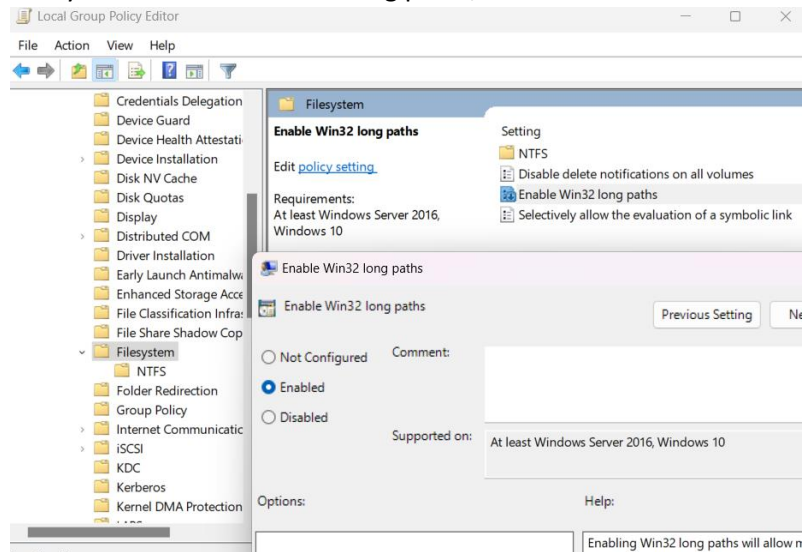 Local Group Policy Editor
File Action View Help
Credentials Delegation
Device Guard
Device Health Attestati
Device Installation
Disk NV Cache
Disk Quotas
Display
Distributed COM
Driver Installation
Early Launch Antimalwa
Enhanced Storage Acce
File Classification Infras
File Share Shadow Cop
Filesystem
NTFS
Folder Redirection
Group Policy
Internet Communicatic
iSCSI
KDC
Kerberos
Kernel DMA Protection
Filesystem
Enable Win32 long paths
Edit policy setting
Requirements:
At least Windows Server 2016,
Windows 10
Setting
NTFS
Disable delete notifications on all volumes
Enable Win32 long paths
Selectively allow the evaluation of a symbolic link
Enable Win32 long paths
Enable Win32 long paths
Previous Setting
Ne
Not Configured
Enabled
Disabled
Comment:
Supported on:
At least Windows Server 2016, Windows 10
Options:
Help:
Enabling Win32 long paths will allow m